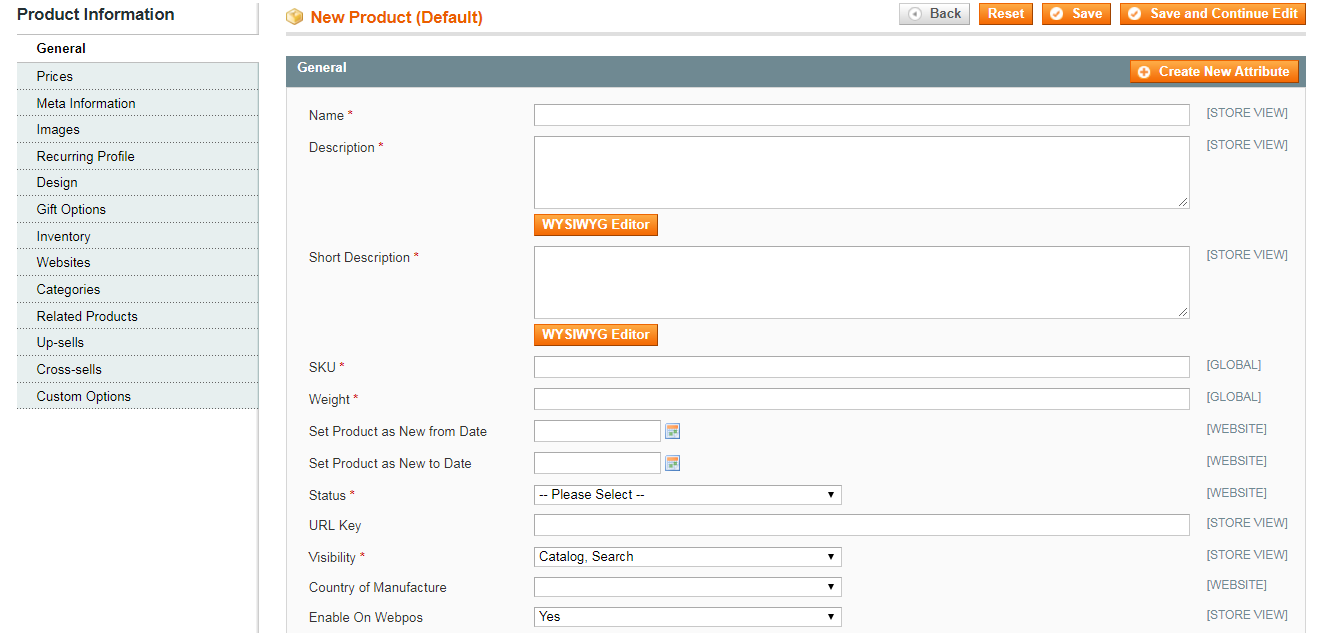 Product Information
General
Prices
Meta Information
Images
Recurring Profile
Design
Gift Options
Inventory
Websites
Categories
Related Products
Up-sells
Cross-sells
Custom Options
New Product (Default)
Back Reset Save Save and Continue Edit
General Create New Attribute
Name * [STORE VIEW]
Description * [STORE VIEW]
WYSIWYG Editor
Short Description * [STORE VIEW]
WYSIWYG Editor
SKU * [GLOBAL]
Weight * [GLOBAL]
Set Product as New from Date [WEBSITE]
Set Product as New to Date [WEBSITE]
Status * -- Please Select -- [WEBSITE]
URL Key [STORE VIEW]
Visibility * Catalog, Search [STORE VIEW]
Country of Manufacture [WEBSITE]
Enable On Webpos Yes [STORE VIEW]